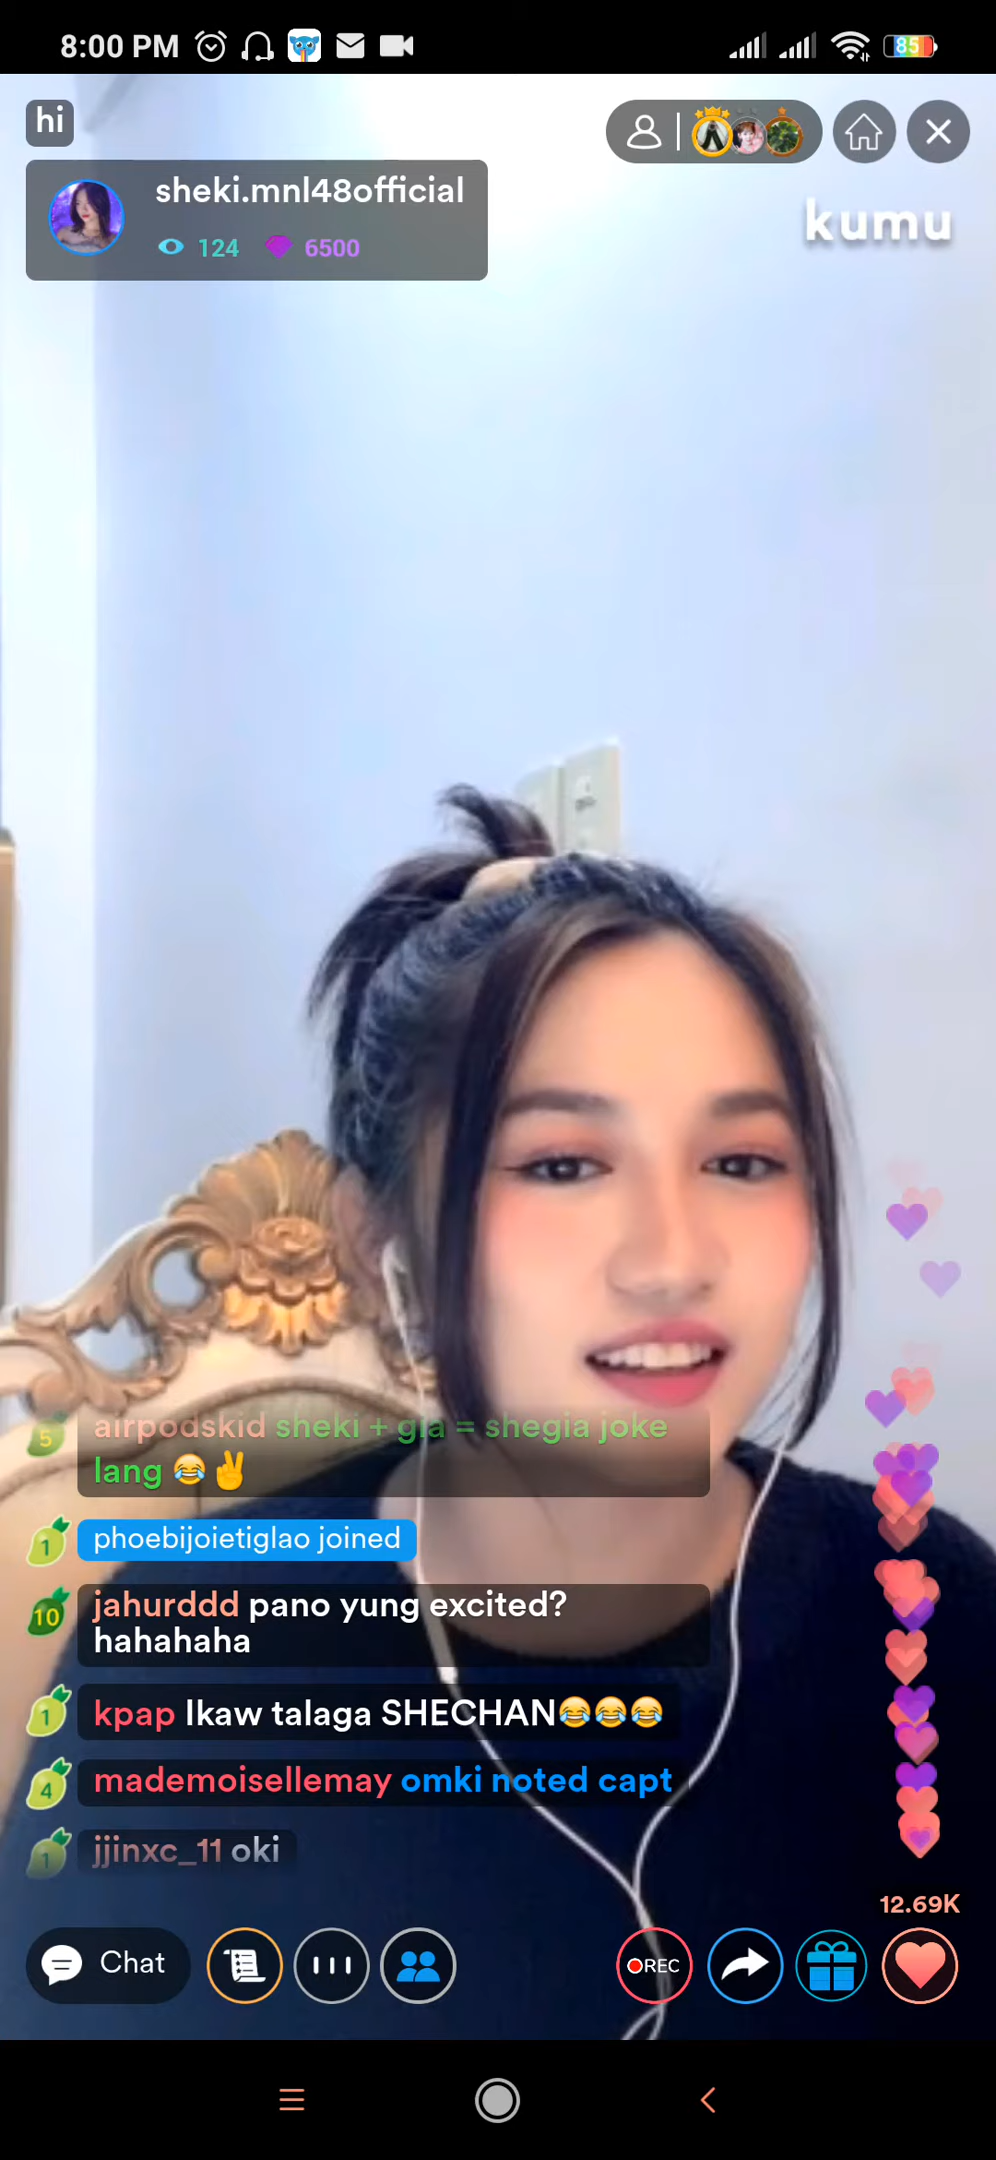 8:00 PM
85
hi
sheki.mnl48official
124 6500
kumu
5 airpodskid sheki + gia = shegia joke
lang 😂✌
1 phoebijoietiglao joined
10 jahurddd pano yung excited?
hahahaha
1 kpap Ikaw talaga SHECHAN😂😂😂
4 mademoisellemay omki noted capt
1 jjinxc_11 oki
12.69K
Chat
REC